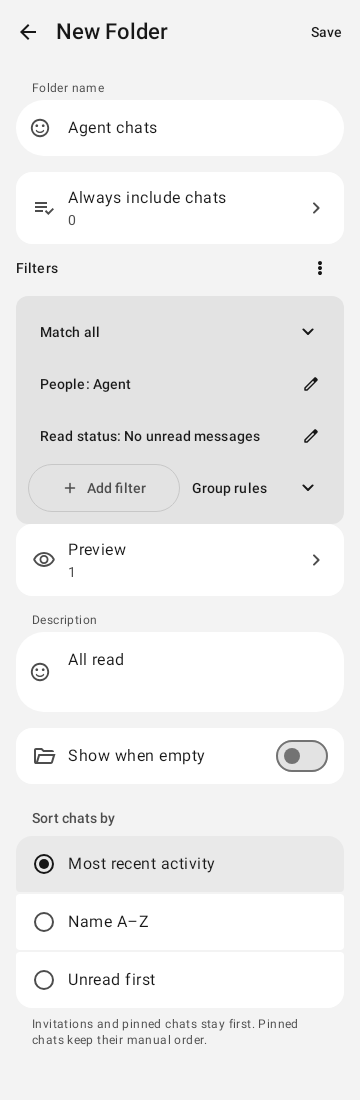 New Folder
Save
Folder name
Agent chats
Always include chats
0
Filters
Match all
People: Agent
Read status: No unread messages
Add filter
Group rules
Preview
1
Description
All read
Show when empty
Sort chats by
Most recent activity
Name A–Z
Unread first
Invitations and pinned chats stay first. Pinned
chats keep their manual order.